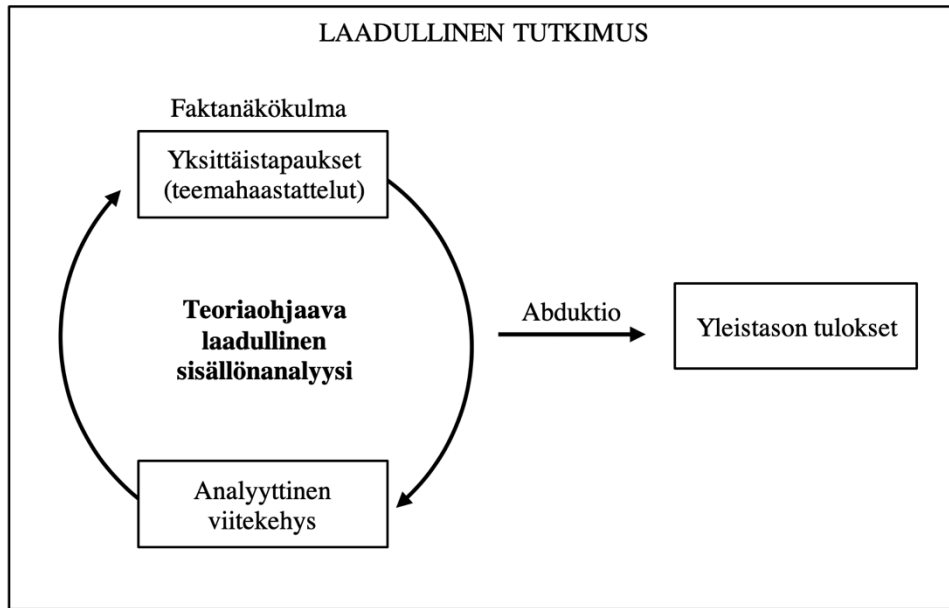 LAADULLINEN TUTKIMUS
Faktanäkökulma
Yksittäistapaukset
(teemahaastattelut)
Teoriaohjaava
laadullinen
sisällönanalyysi
Abduktio
Yleistason tulokset
Analyyttinen
viitekehys